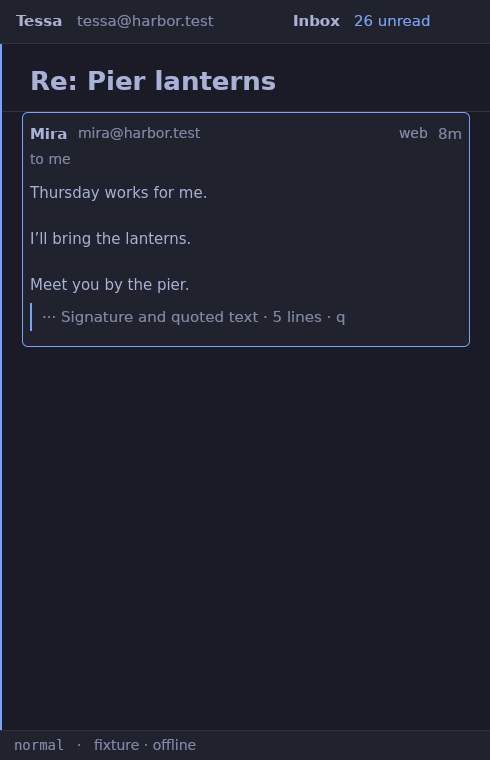 Tessa tessa@harbor.test Inbox 26 unread
Re: Pier lanterns
Mira mira@harbor.test web 8m
to me
Thursday works for me.
I’ll bring the lanterns.
Meet you by the pier.
··· Signature and quoted text · 5 lines · q
normal · fixture · offline